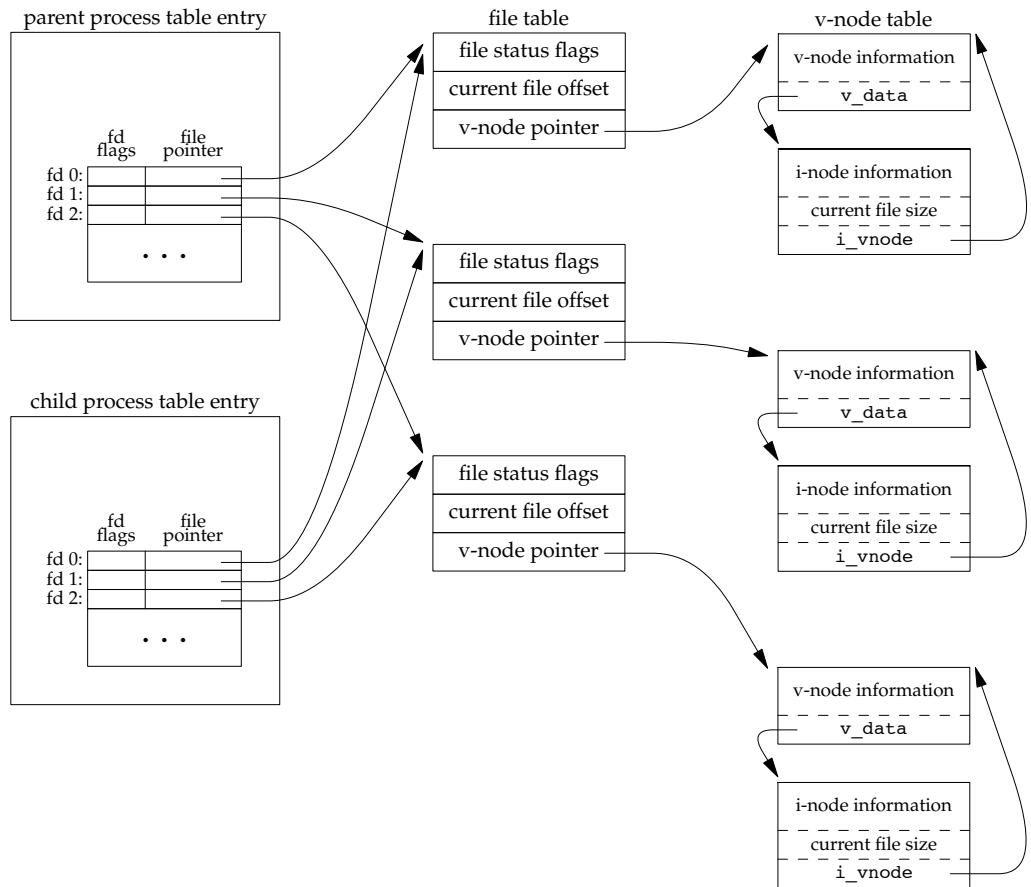 parent process table entry
fd flags
file pointer
fd 0:
fd 1:
fd 2:
. . .
child process table entry
fd flags
file pointer
fd 0:
fd 1:
fd 2:
. . .
file table
file status flags
current file offset
v-node pointer
file status flags
current file offset
v-node pointer
file status flags
current file offset
v-node pointer
v-node table
v-node information
v_data
i-node information
current file size
i_vnode
v-node information
v_data
i-node information
current file size
i_vnode
v-node information
v_data
i-node information
current file size
i_vnode